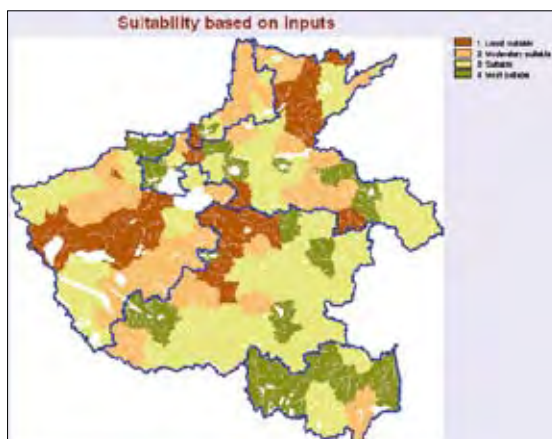 Suitability based on inputs
1 Least suitable
2 Moderately suitable
3 Suitable
4 Most suitable